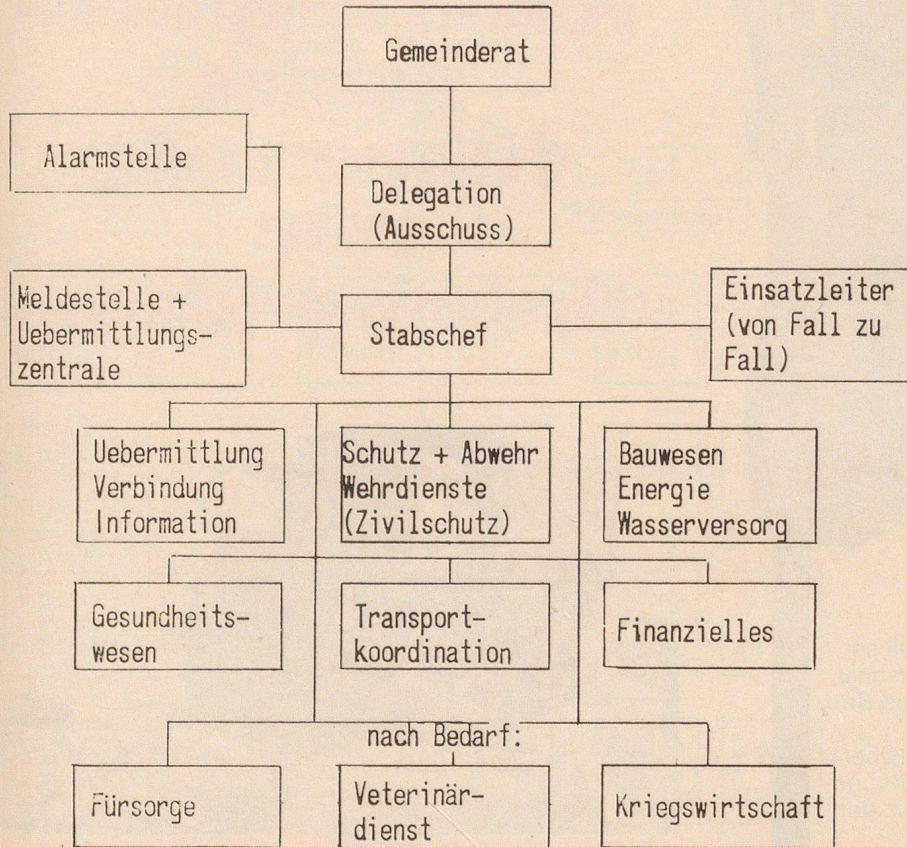 Gemeinderat
Alarmstelle
Delegation
(Ausschuss)
Meldestelle +
Uebermittlungs-
zentrale
Stabschef
Einsatzleiter
(von Fall zu
Fall)
Uebermittlung
Verbindung
Information
Schutz + Abwehr
Wehrdienste
(Zivilschutz)
Bauwesen
Energie
Wasserversorg
Gesundheits-
wesen
Transport-
koordination
Finanzielles
nach Bedarf:
Fürsorge
Veterinär-
dienst
Kriegswirtschaft